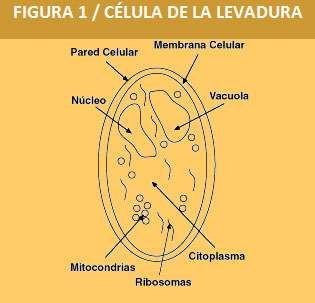 FIGURA 1 / CÉLULA DE LA LEVADURA
Pared Celular
Membrana Celular
Núcleo
Vacuola
Citoplasma
Mitocondrias
Ribosomas